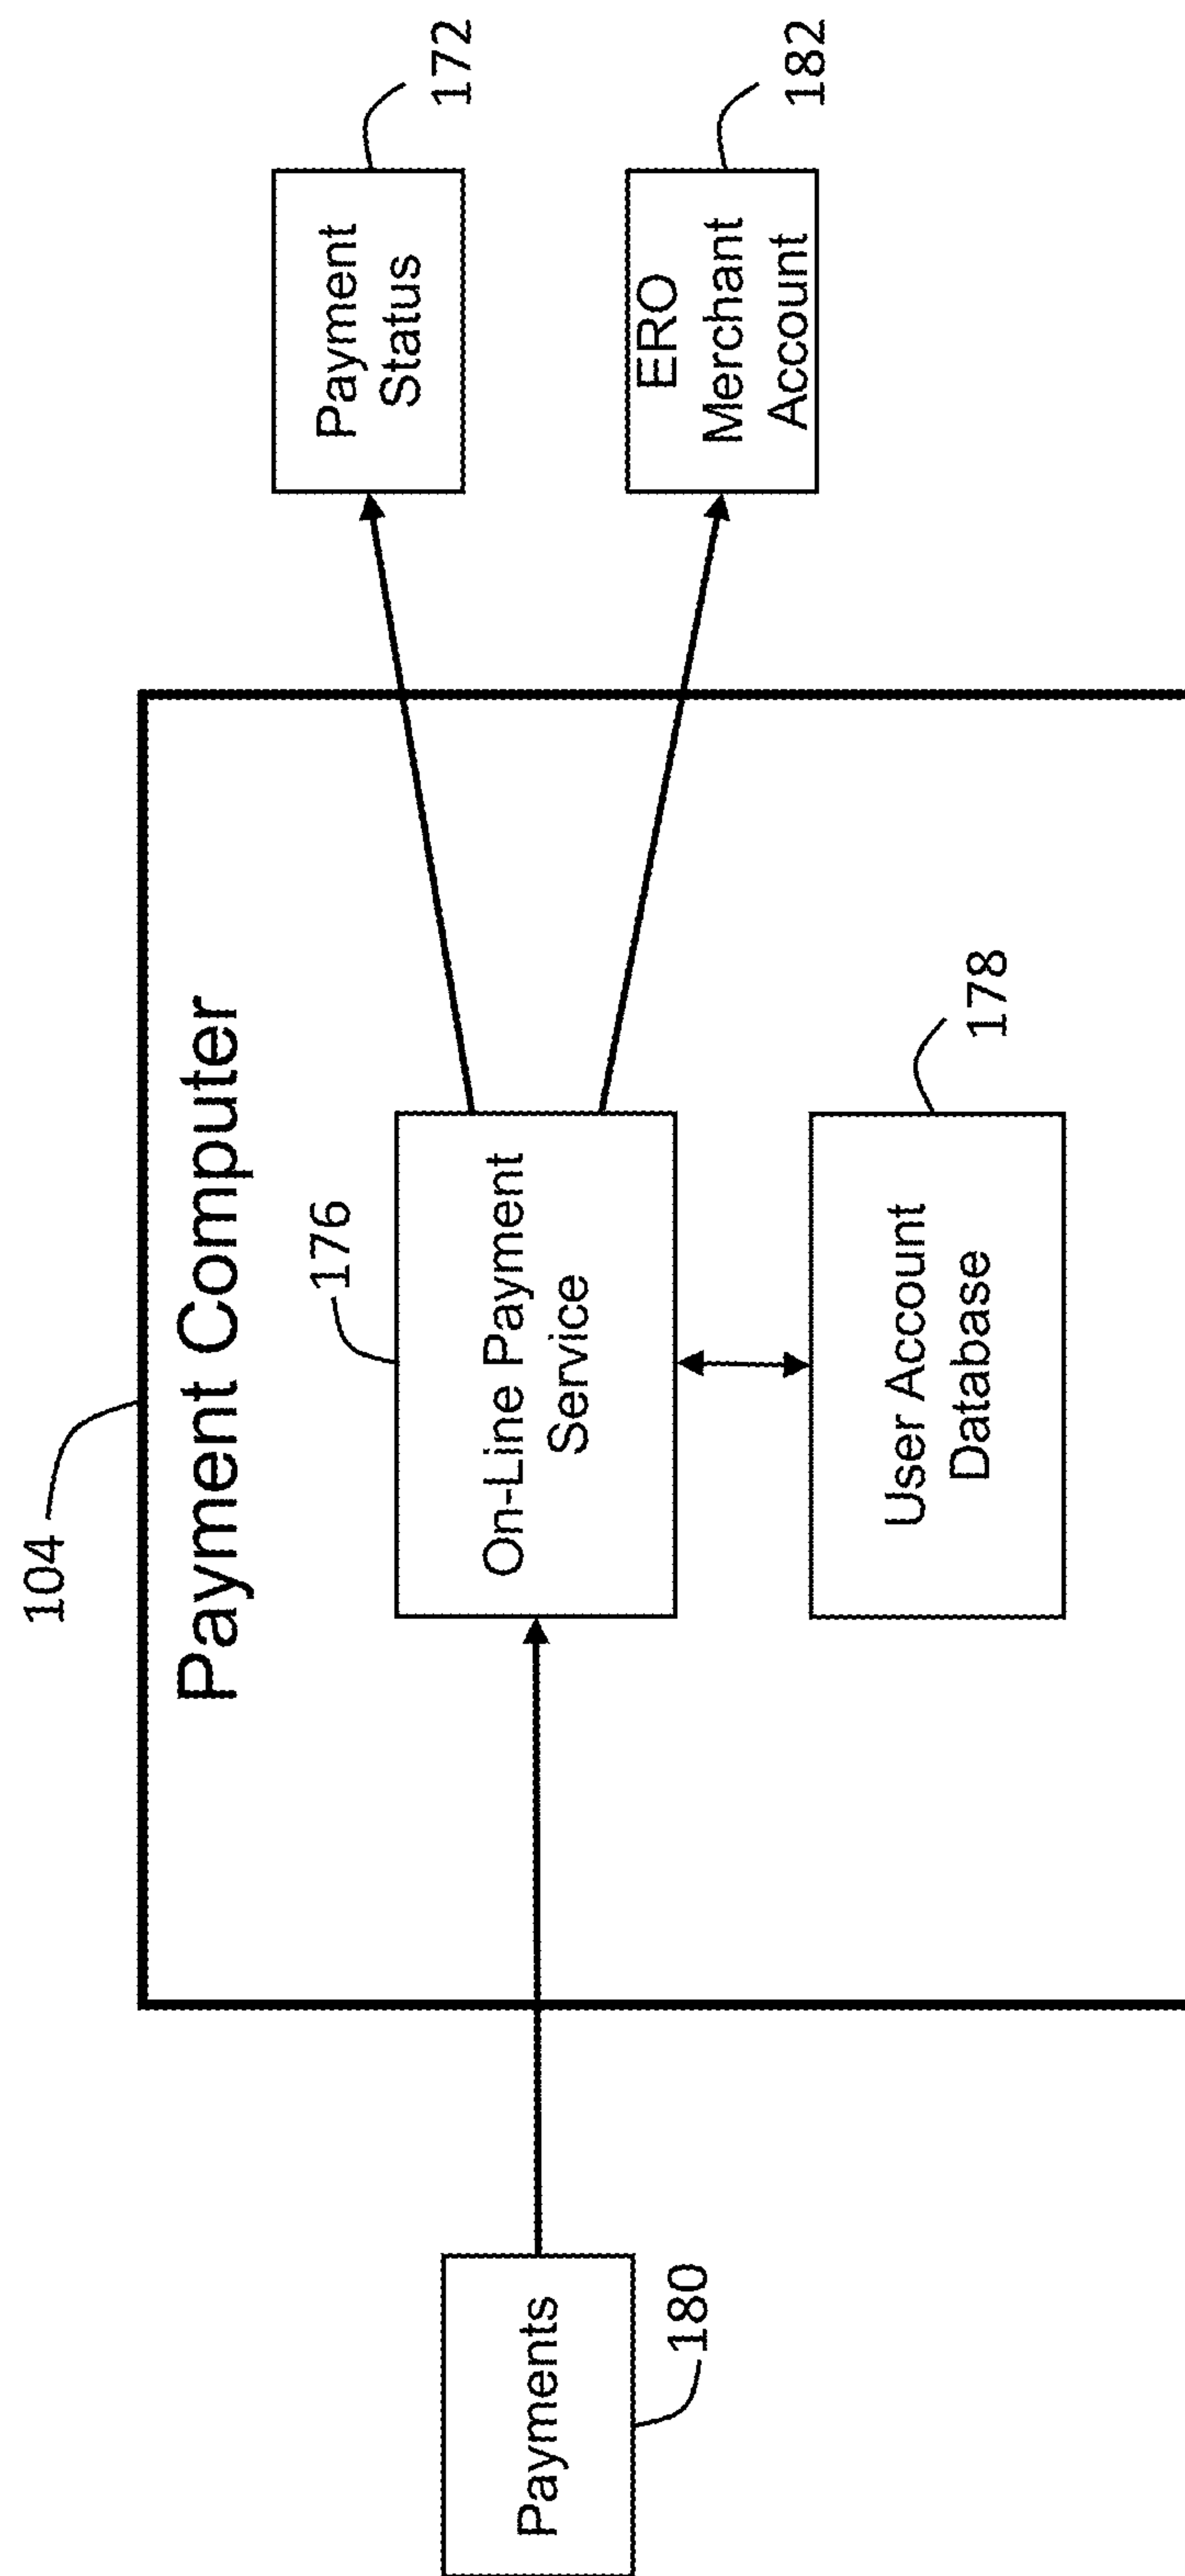 104
Payment Computer
176
Payments
180
On-Line Payment
Service
User Account
Database
178
Payment
Status
172
ERO
Merchant
Account
182